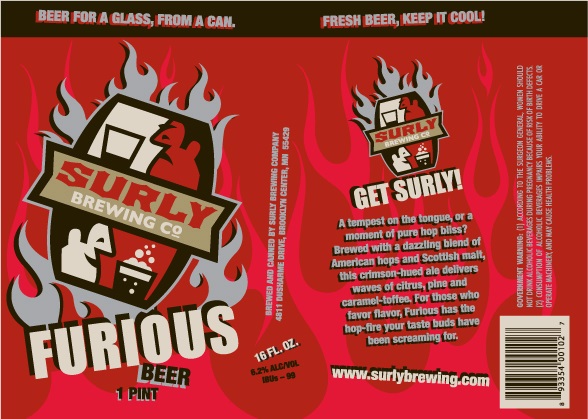 BEER FOR A GLASS, FROM A CAN.
FRESH BEER, KEEP IT COOL!
SURLY
BREWING CO
FURIOUS
BEER
1 PINT
BREWED AND CANNED BY SURLY BREWING COMPANY
4811 DUSHARME DRIVE, BROOKLYN CENTER, MN 55429
16 FL. OZ.
6.2% ALC/VOL
IBUs – 99
SURLY
BREWING CO
GET SURLY!
A tempest on the tongue, or a
moment of pure hop bliss?
Brewed with a dazzling blend of
American hops and Scottish malt,
this crimson-hued ale delivers
waves of citrus, pine and
caramel-toffee. For those who
favor flavor, Furious has the
hop-fire your taste buds have
been screaming for.
www.surlybrewing.com
GOVERNMENT WARNING: (1) ACCORDING TO THE SURGEON GENERAL, WOMEN SHOULD
NOT DRINK ALCOHOLIC BEVERAGES DURING PREGNANCY BECAUSE OF RISK OF BIRTH DEFECTS.
(2) CONSUMPTION OF ALCOHOLIC BEVERAGES IMPAIRS YOUR ABILITY TO DRIVE A CAR OR
OPERATE MACHINERY, AND MAY CAUSE HEALTH PROBLEMS.
8 93354 00102 7